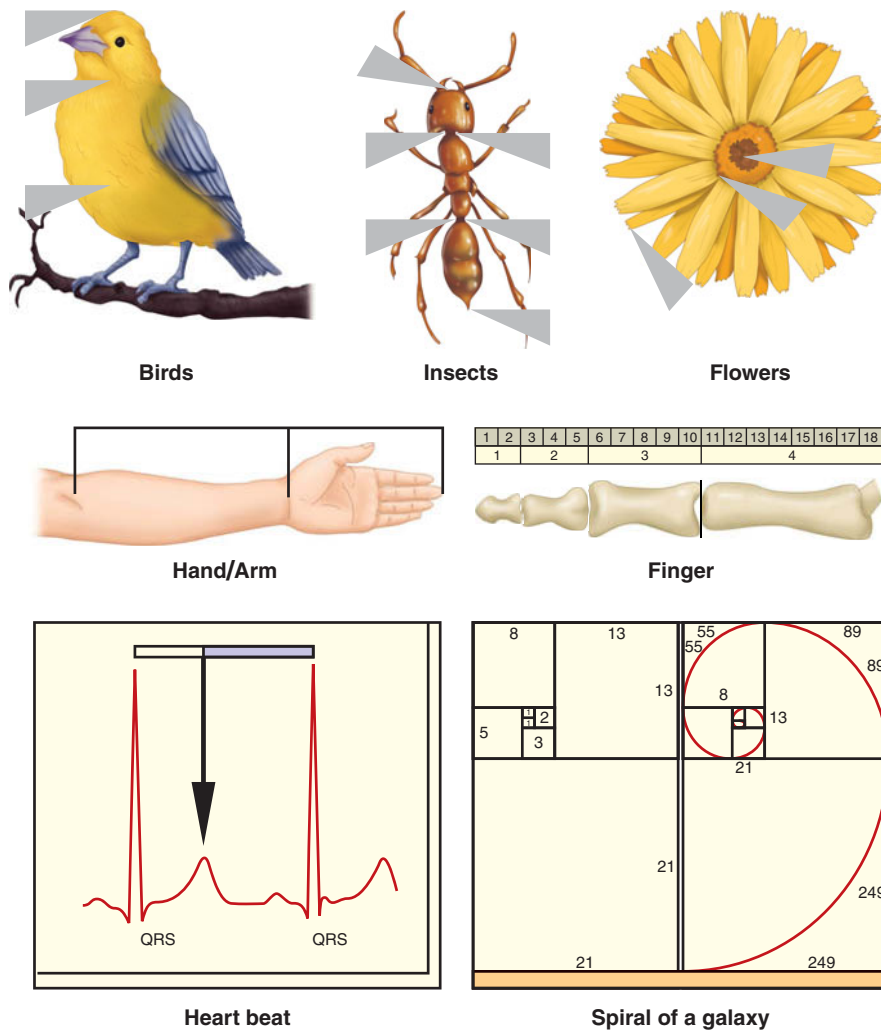 Birds
Insects
Flowers
1 2 3 4 5 6 7 8 9 10 11 12 13 14 15 16 17 18
1 2 3 4
Hand/Arm
Finger
8 13 55 89
55
89
13 8 13
1 2
5 1
3
21
21
249
QRS QRS
21 249
Heart beat
Spiral of a galaxy